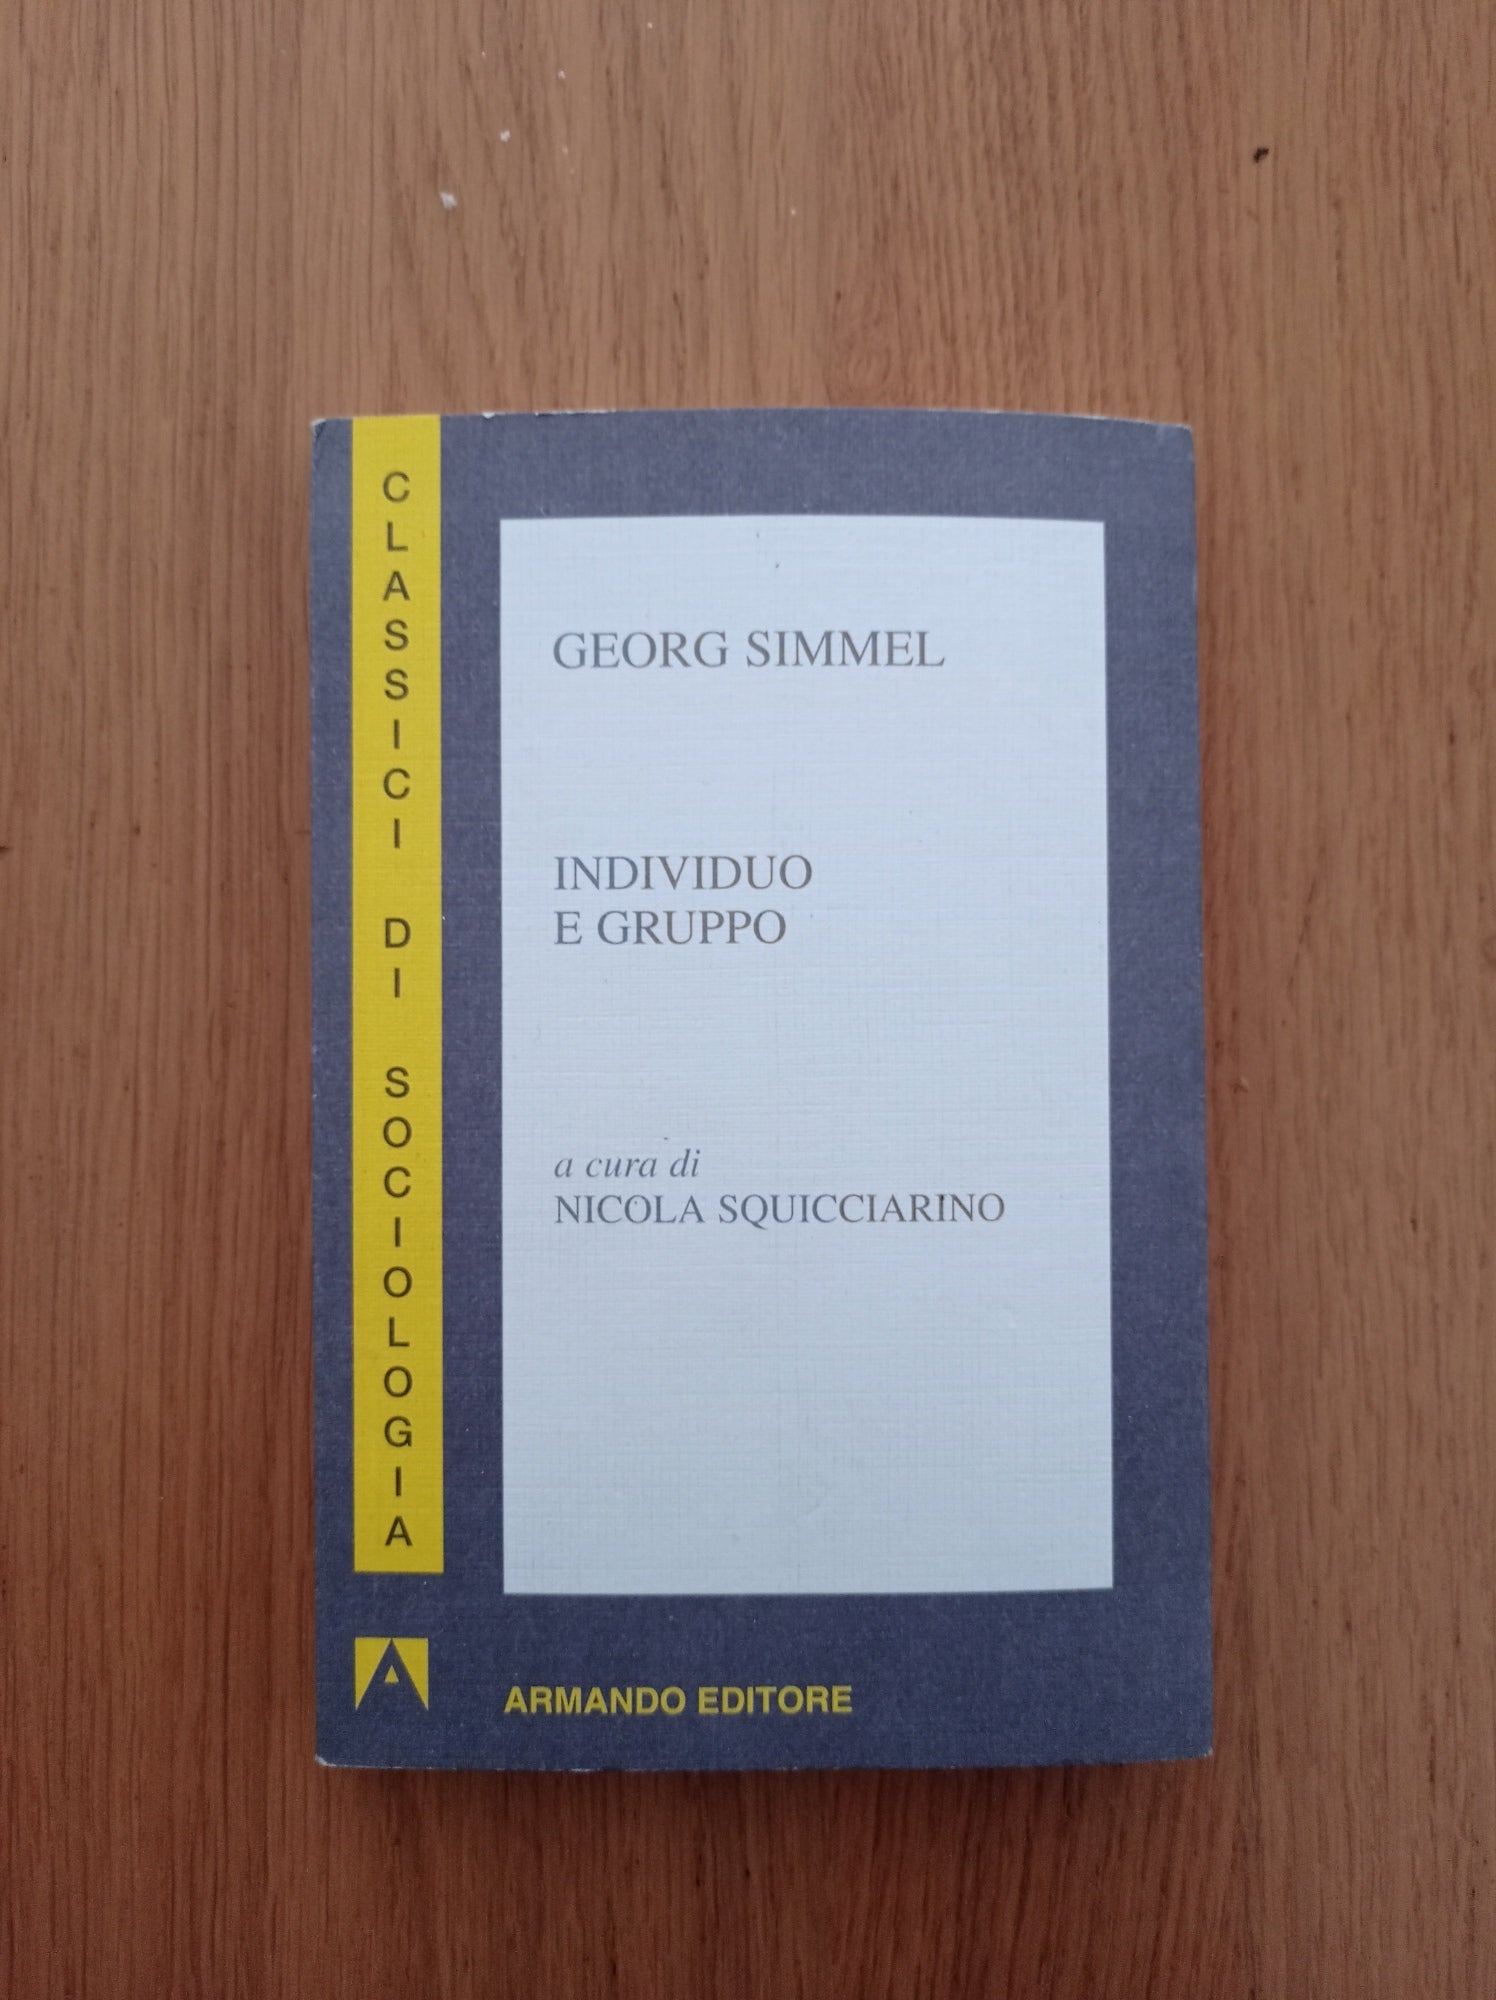 CLASSICI DI SOCIOLOGIA
GEORG SIMMEL
INDIVIDUO
E GRUPPO
a cura di
NICOLA SQUICCIARINO
A
ARMANDO EDITORE